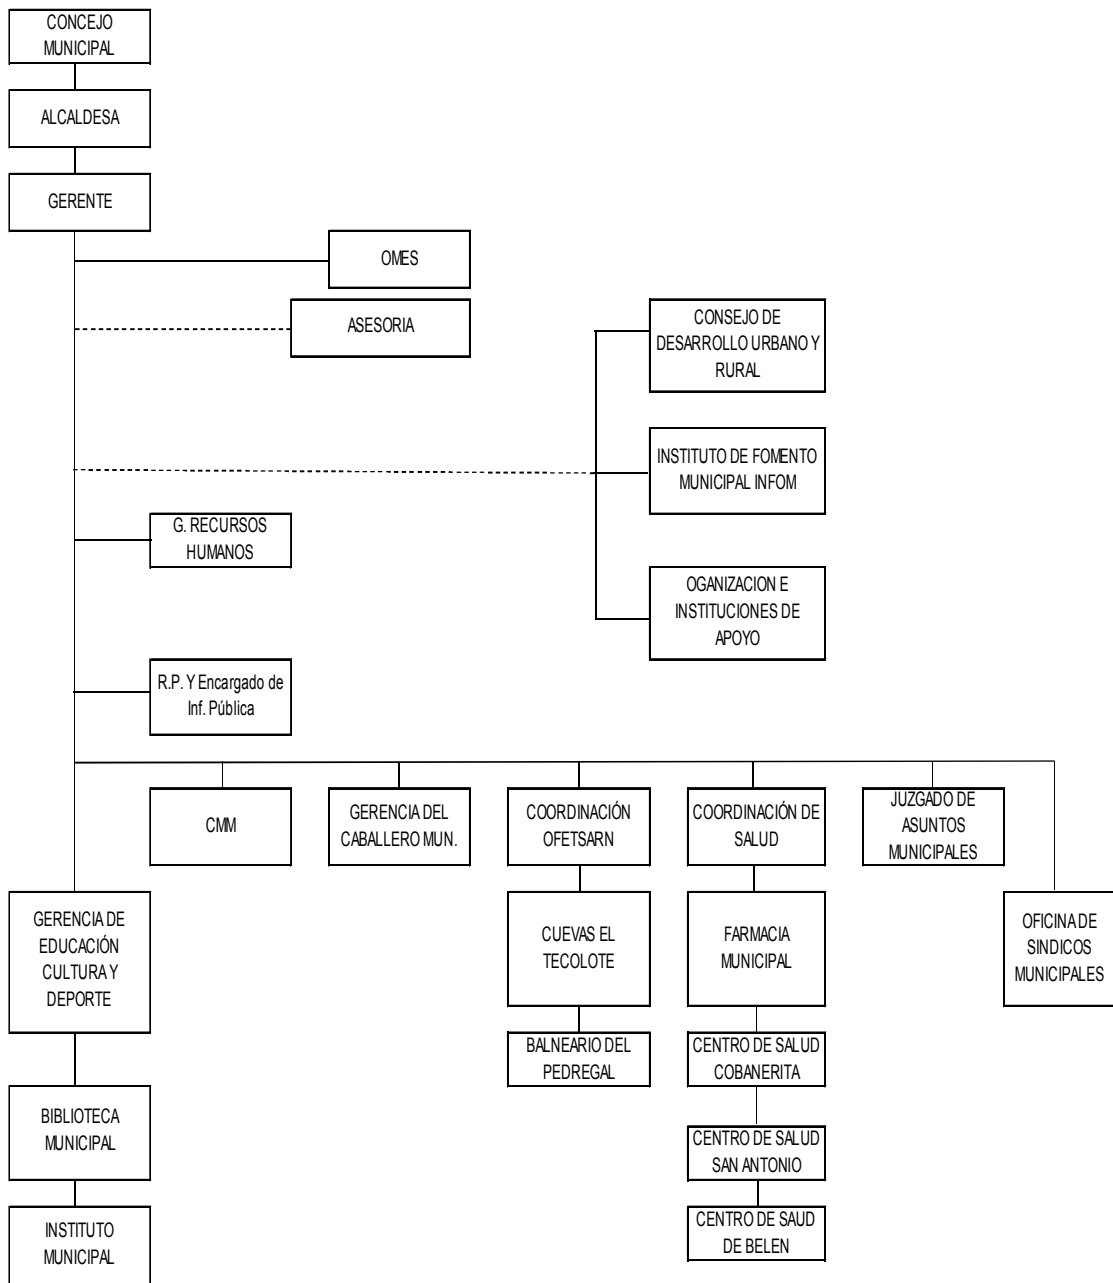 CONCEJO
MUNICIPAL
ALCALDESA
GERENTE
OMES
ASESORIA
CONSEJO DE
DESARROLLO URBANO Y
RURAL
INSTITUTO DE FOMENTO
MUNICIPAL INFOM
G. RECURSOS
HUMANOS
OGANIZACION E
INSTITUCIONES DE
APOYO
R.P. Y Encargado de
Inf. Pública
CMM
GERENCIA DEL
CABALLERO MUN.
COORDINACIÓN
OFETSARN
COORDINACIÓN DE
SALUD
JUZGADO DE
ASUNTOS
MUNICIPALES
GERENCIA DE
EDUCACIÓN
CULTURA Y
DEPORTE
CUEVAS EL
TECOLOTE
FARMACIA
MUNICIPAL
OFICINA DE
SINDICOS
MUNICIPALES
BALNEARIO DEL
PEDREGAL
CENTRO DE SALUD
COBANERITA
BIBLIOTECA
MUNICIPAL
CENTRO DE SALUD
SAN ANTONIO
INSTITUTO
MUNICIPAL
CENTRO DE SAUD
DE BELEN